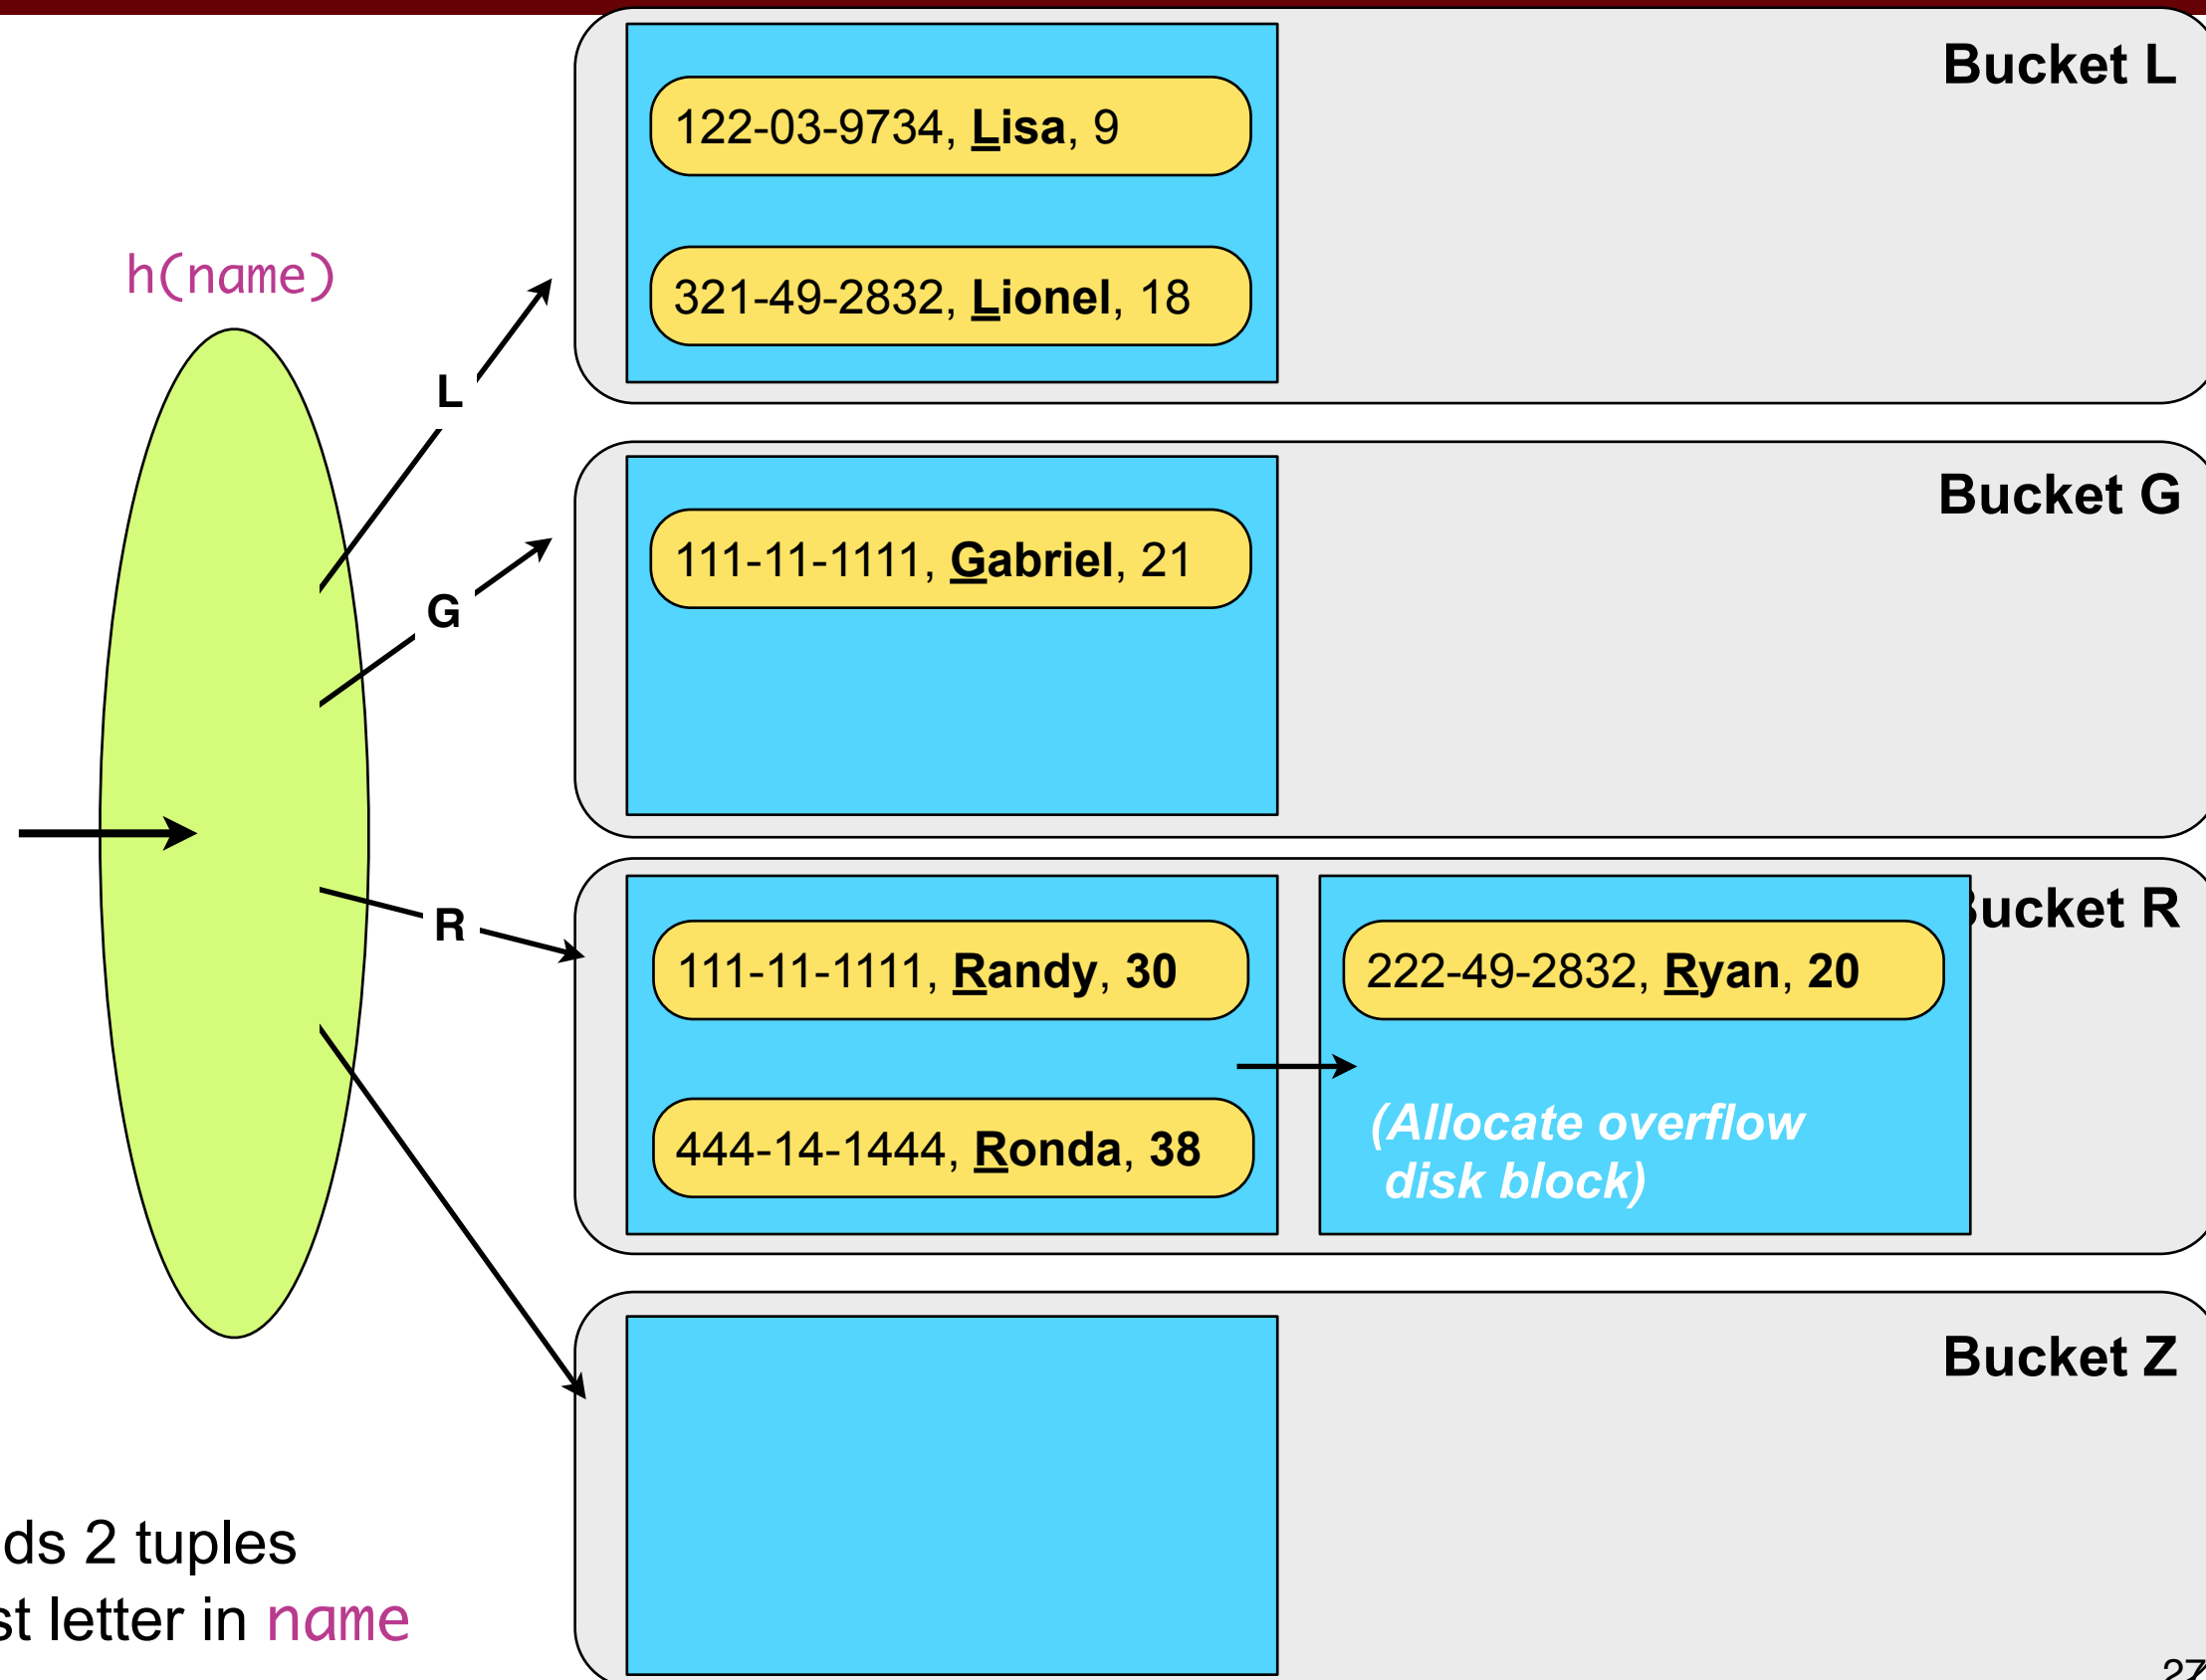 Bucket L
122-03-9734, Lisa, 9
321-49-2832, Lionel, 18
h(name)
L
Bucket G
111-11-1111, Gabriel, 21
G
ucket R
R
111-11-1111, Randy, 30
222-49-2832, Ryan, 20
444-14-1444, Ronda, 38
(Allocate overflow
disk block)
Bucket Z
ds 2 tuples
st letter in name
27